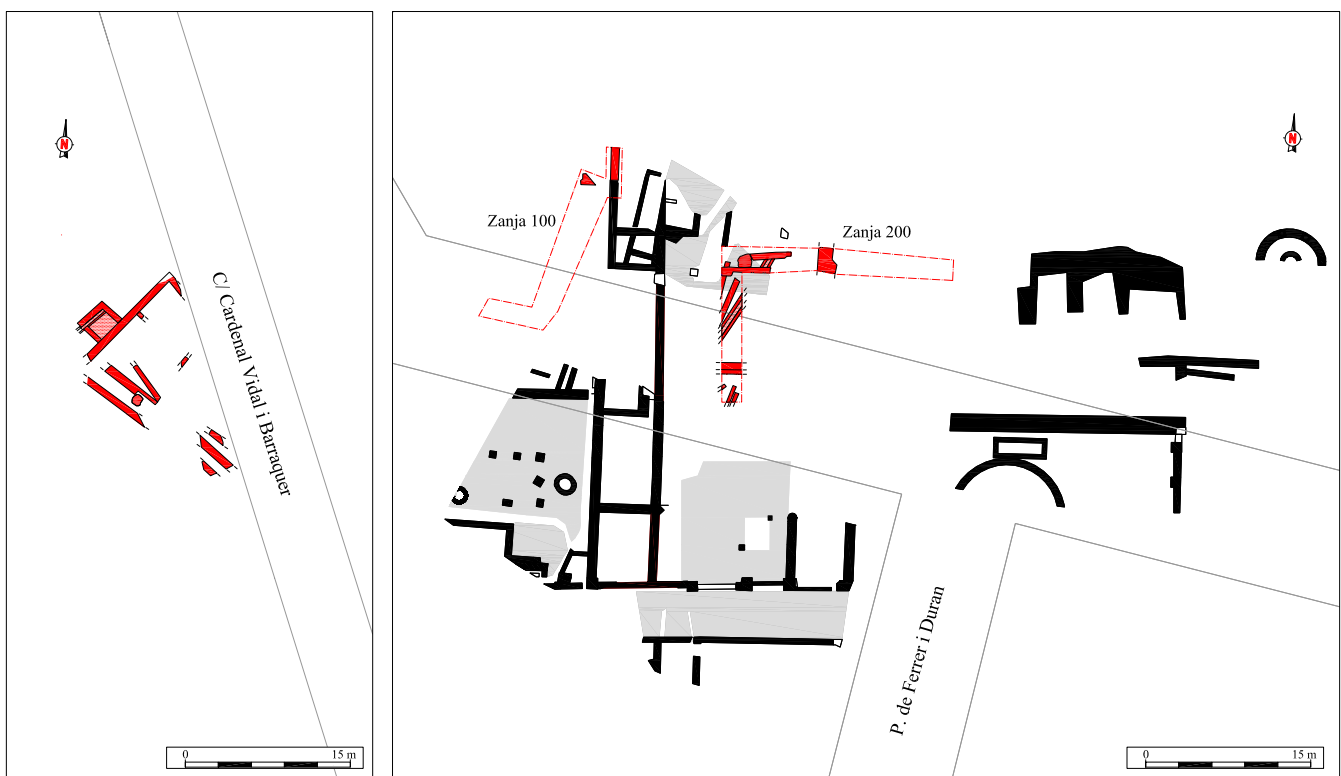 N
C/ Cardenal Vidal i Barraquer
0 15 m
N
Zanja 100
Zanja 200
P. de Ferrer i Duran
0 15 m